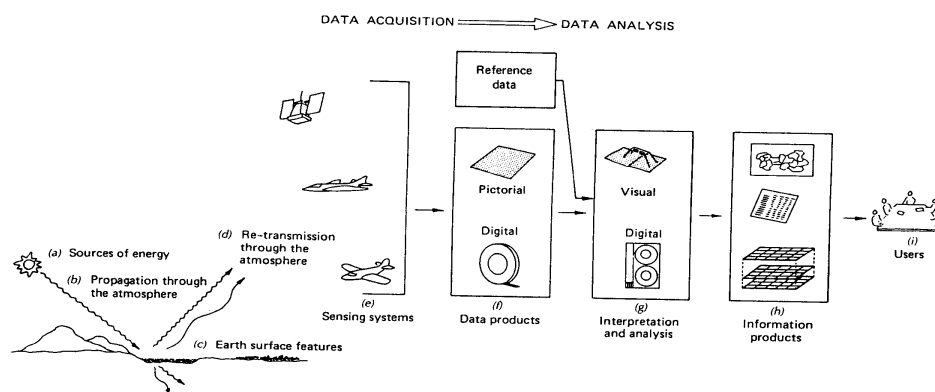 DATA ACQUISITION DATA ANALYSIS
Reference
data
Pictorial
Digital
Visual
Digital
(a) Sources of energy
(b) Propagation through
the atmosphere
(c) Earth surface features
(d) Re-transmission
through the
atmosphere
(e)
Sensing systems
(f)
Data products
(g)
Interpretation
and analysis
(h)
Information
products
(i)
Users